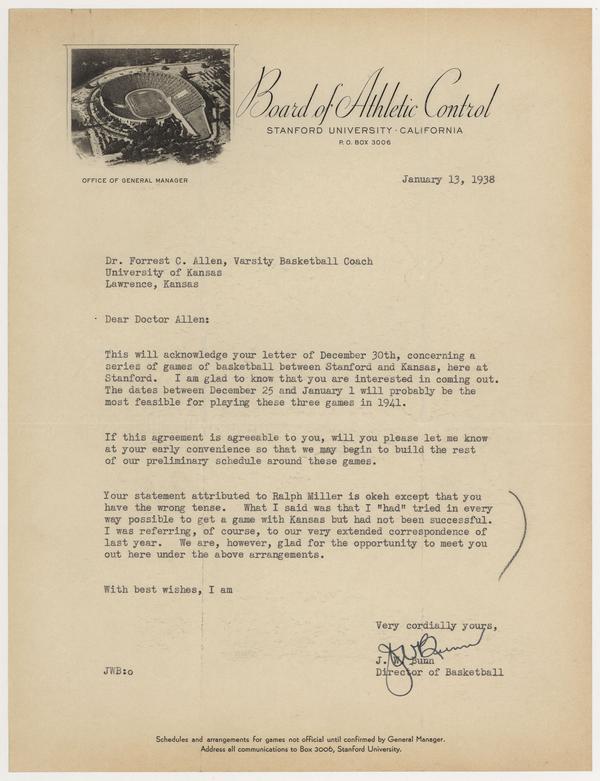 Board of Athletic Control
STANFORD UNIVERSITY · CALIFORNIA
P. O. BOX 3006
OFFICE OF GENERAL MANAGER
January 13, 1938
Dr. Forrest C. Allen, Varsity Basketball Coach
University of Kansas
Lawrence, Kansas
Dear Doctor Allen:
This will acknowledge your letter of December 30th, concerning a
series of games of basketball between Stanford and Kansas, here at
Stanford. I am glad to know that you are interested in coming out.
The dates between December 25 and January 1 will probably be the
most feasible for playing these three games in 1941.
If this agreement is agreeable to you, will you please let me know
at your early convenience so that we may begin to build the rest
of our preliminary schedule around these games.
Your statement attributed to Ralph Miller is okeh except that you
have the wrong tense. What I said was that I "had" tried in every
way possible to get a game with Kansas but had not been successful.
I was referring, of course, to our very extended correspondence of
last year. We are, however, glad for the opportunity to meet you
out here under the above arrangements.
With best wishes, I am
Very cordially yours,
JWBunn
J. W. Bunn
Director of Basketball
JWB:o
Schedules and arrangements for games not official until confirmed by General Manager.
Address all communications to Box 3006, Stanford University.